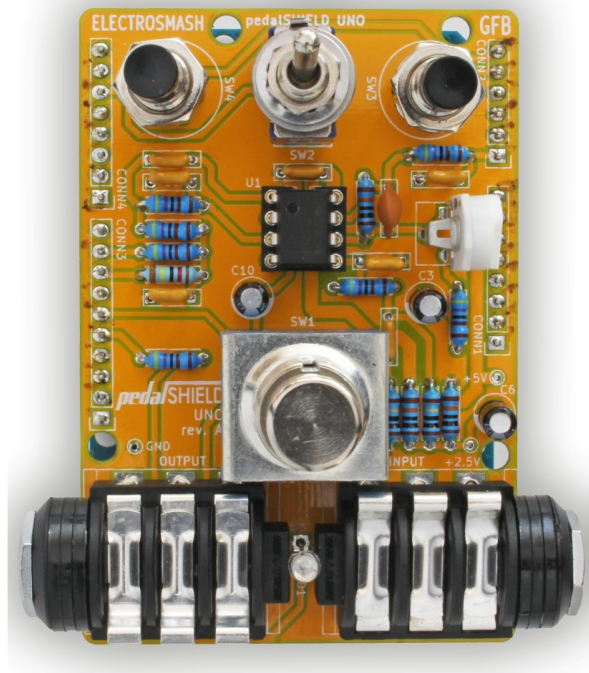 ELECTROSMASH pedalSHIELD UNO GFB
CONN2
SW4
SW3
SW2
U1
CONN4
CONN3
C10
C3
SW1
CONN1
+5V
pedalSHIELD
UNO
C6
rev. A
GND
OUTPUT
INPUT
+2.5V